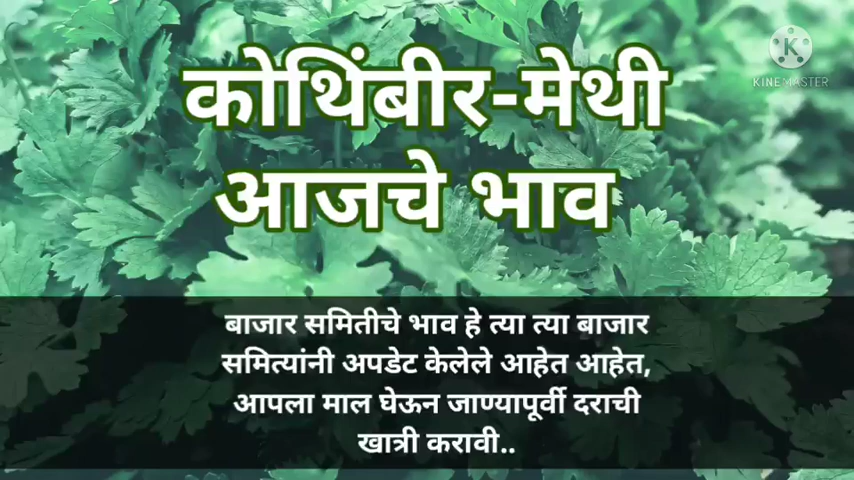 KINEMASTER
कोथिंबीर-मेथी
आजचे भाव
बाजार समितीचे भाव हे त्या त्या बाजार
समित्यांनी अपडेट केलेले आहेत आहेत,
आपला माल घेऊन जाण्यापूर्वी दराची
खात्री करावी..